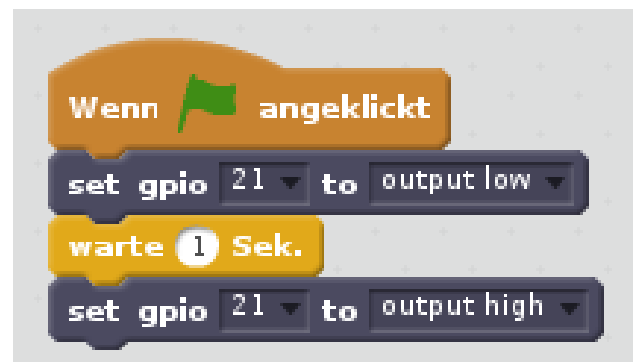 Wenn angeklickt
set gpio 21 to output low
warte 1 Sek.
set gpio 21 to output high